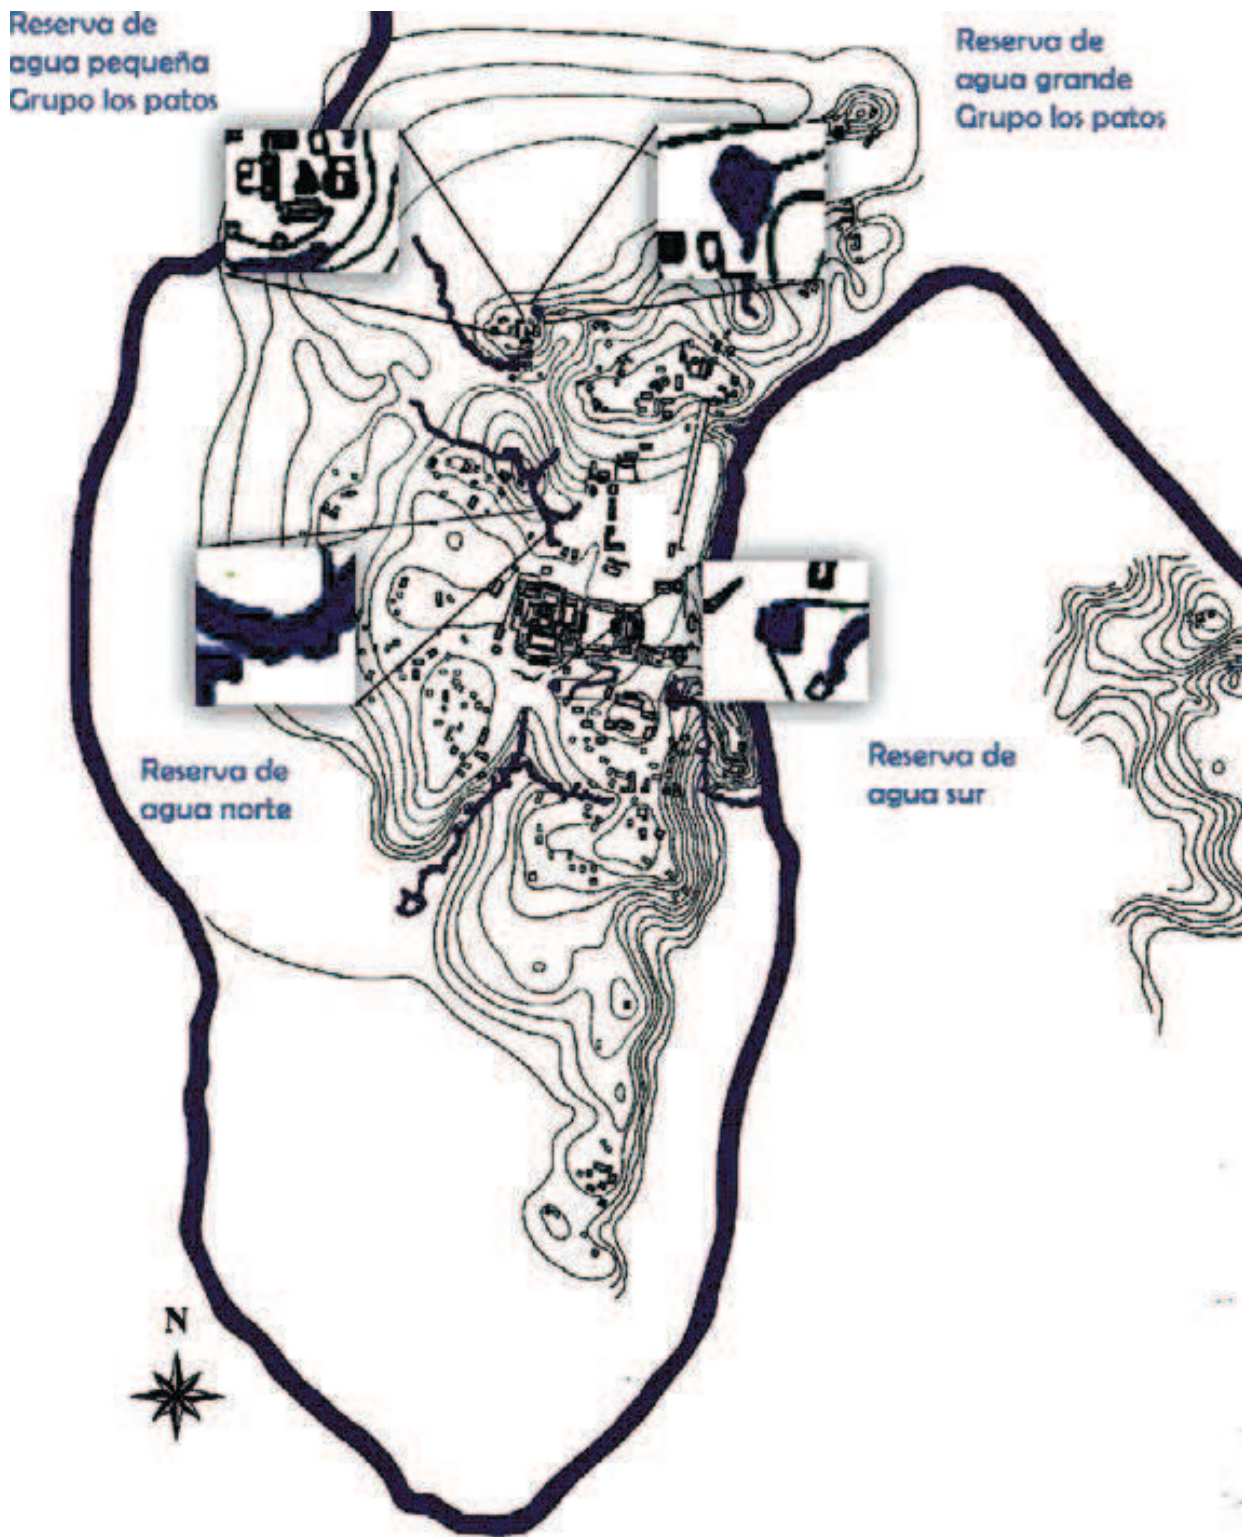 Reserva de
agua pequeña
Grupo los patos
Reserva de
agua grande
Grupo los patos
Reserva de
agua norte
Reserva de
agua sur
N